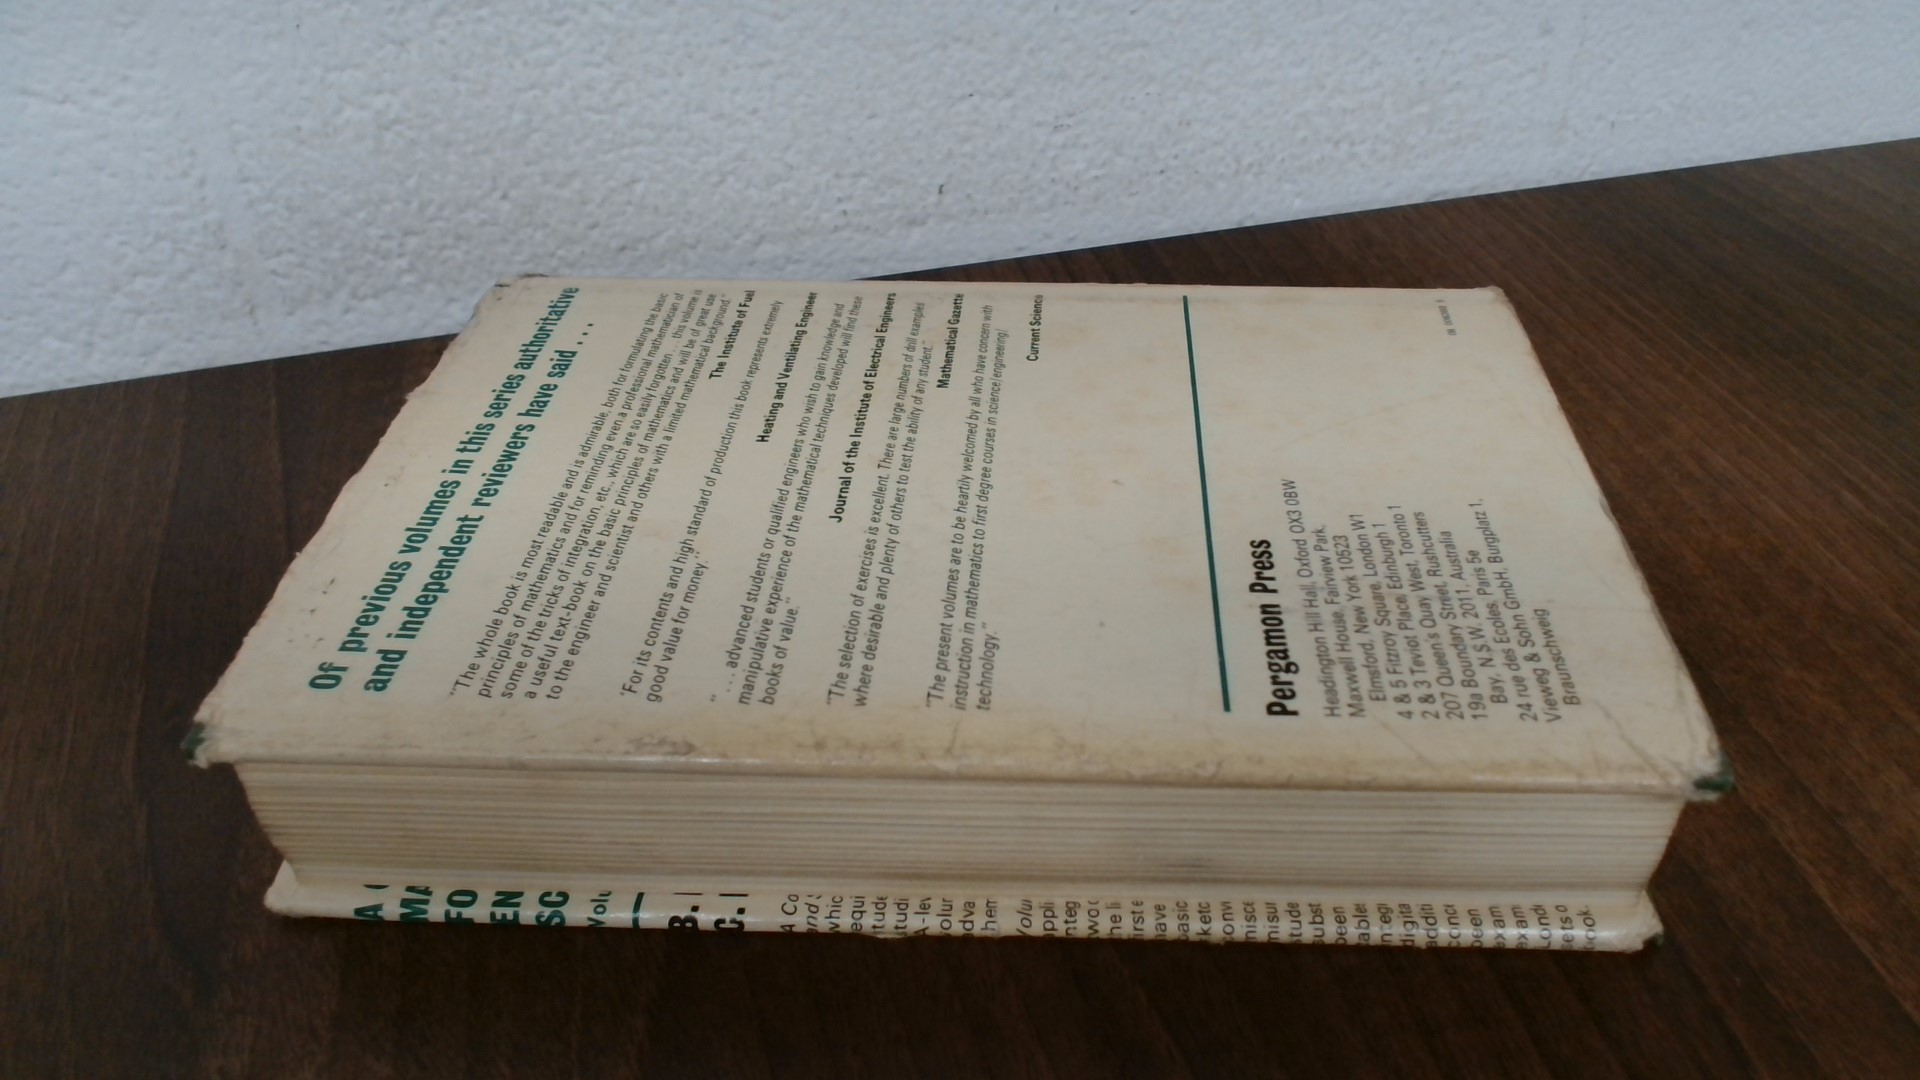 Of previous volumes in this series authoritative
and independent reviewers have said ...
"The whole book is most readable and is admirable, both for formulating the basic
principles of mathematics and for reminding even a professional mathematician of
some of the tricks of integration, etc., which are so easily forgotten ... this volume is
a useful text-book on the basic principles of mathematics and will be of great use
to the engineer and scientist and others with a limited mathematical background."
The Institute of Fuel
'For its contents and high standard of production this book represents extremely
good value for money."
Heating and Ventilating Engineer
" ... advanced students or qualified engineers who wish to gain knowledge and
manipulative experience of the mathematical techniques developed will find these
books of value."
Journal of the Institute of Electrical Engineers
"The selection of exercises is excellent. There are large numbers of drill examples
where desirable and plenty of others to test the ability of any student."
Mathematical Gazette
"The present volumes are to be heartily welcomed by all who have concern with
instruction in mathematics to first degree courses in science/engineering/
technology."
Current Science
Pergamon Press
Headington Hill Hall, Oxford OX3 0BW
Maxwell House, Fairview Park,
Elmsford, New York 10523
4 & 5 Fitzroy Square, London W1
2 & 3 Teviot Place, Edinburgh 1
207 Queen's Quay West, Toronto 1
19a Boundary Street, Rushcutters
Bay, N.S.W. 2011, Australia
24 rue des Ecoles, Paris 5e
Vieweg & Sohn GmbH, Burgplatz 1,
Braunschweig
A
MA
FO
EN
SC
Vol
B.
C.
A Co